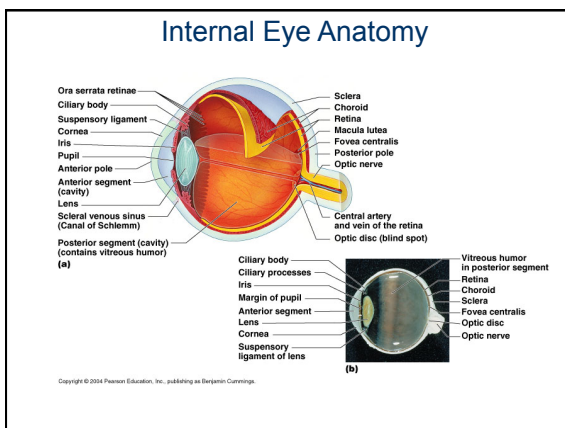 Internal Eye Anatomy
Ora serrata retinae
Ciliary body
Suspensory ligament
Cornea
Iris
Pupil
Anterior pole
Anterior segment
(cavity)
Lens
Scleral venous sinus
(Canal of Schlemm)
Posterior segment (cavity)
(contains vitreous humor)
(a)
Sclera
Choroid
Retina
Macula lutea
Fovea centralis
Posterior pole
Optic nerve
Central artery
and vein of the retina
Optic disc (blind spot)
Ciliary body
Ciliary processes
Iris
Margin of pupil
Anterior segment
Lens
Cornea
Suspensory
ligament of lens
Vitreous humor
in posterior segment
Retina
Choroid
Sclera
Fovea centralis
Optic disc
Optic nerve
(b)
Copyright © 2004 Pearson Education, Inc., publishing as Benjamin Cummings.